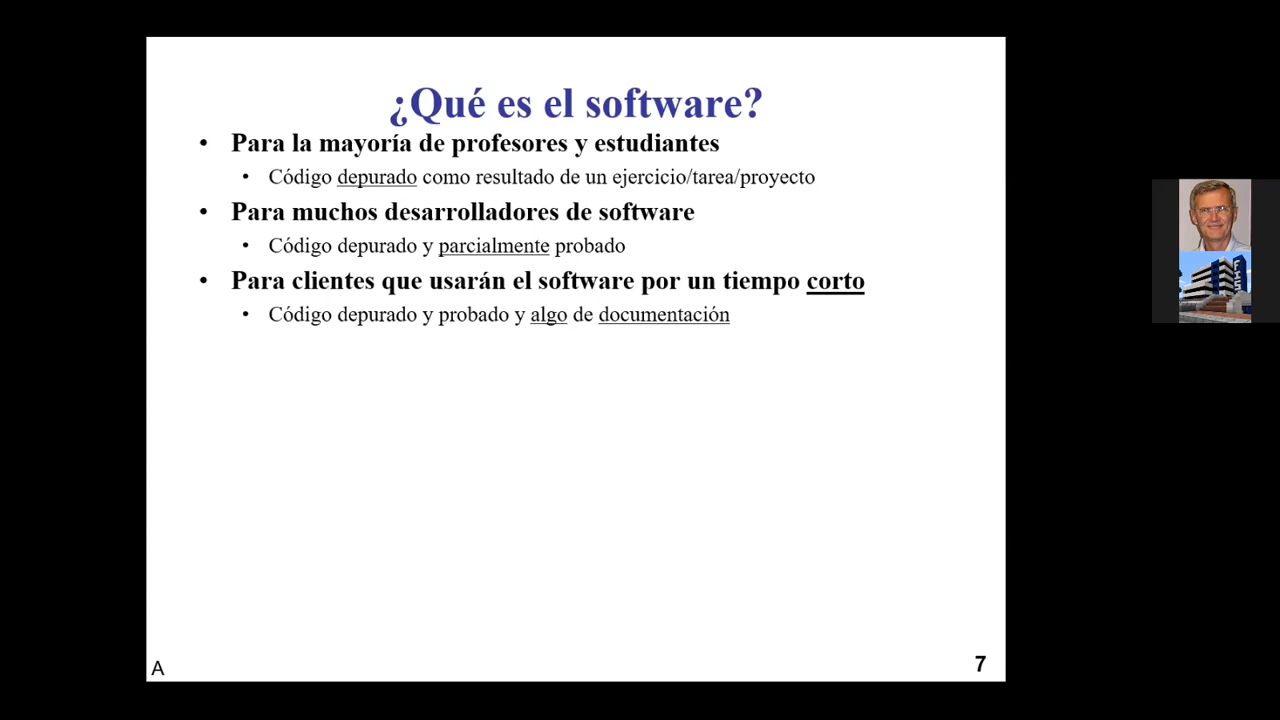 ¿Qué es el software?
• Para la mayoría de profesores y estudiantes
• Código depurado como resultado de un ejercicio/tarea/proyecto
• Para muchos desarrolladores de software
• Código depurado y parcialmente probado
• Para clientes que usarán el software por un tiempo corto
• Código depurado y probado y algo de documentación
A
7
FIS